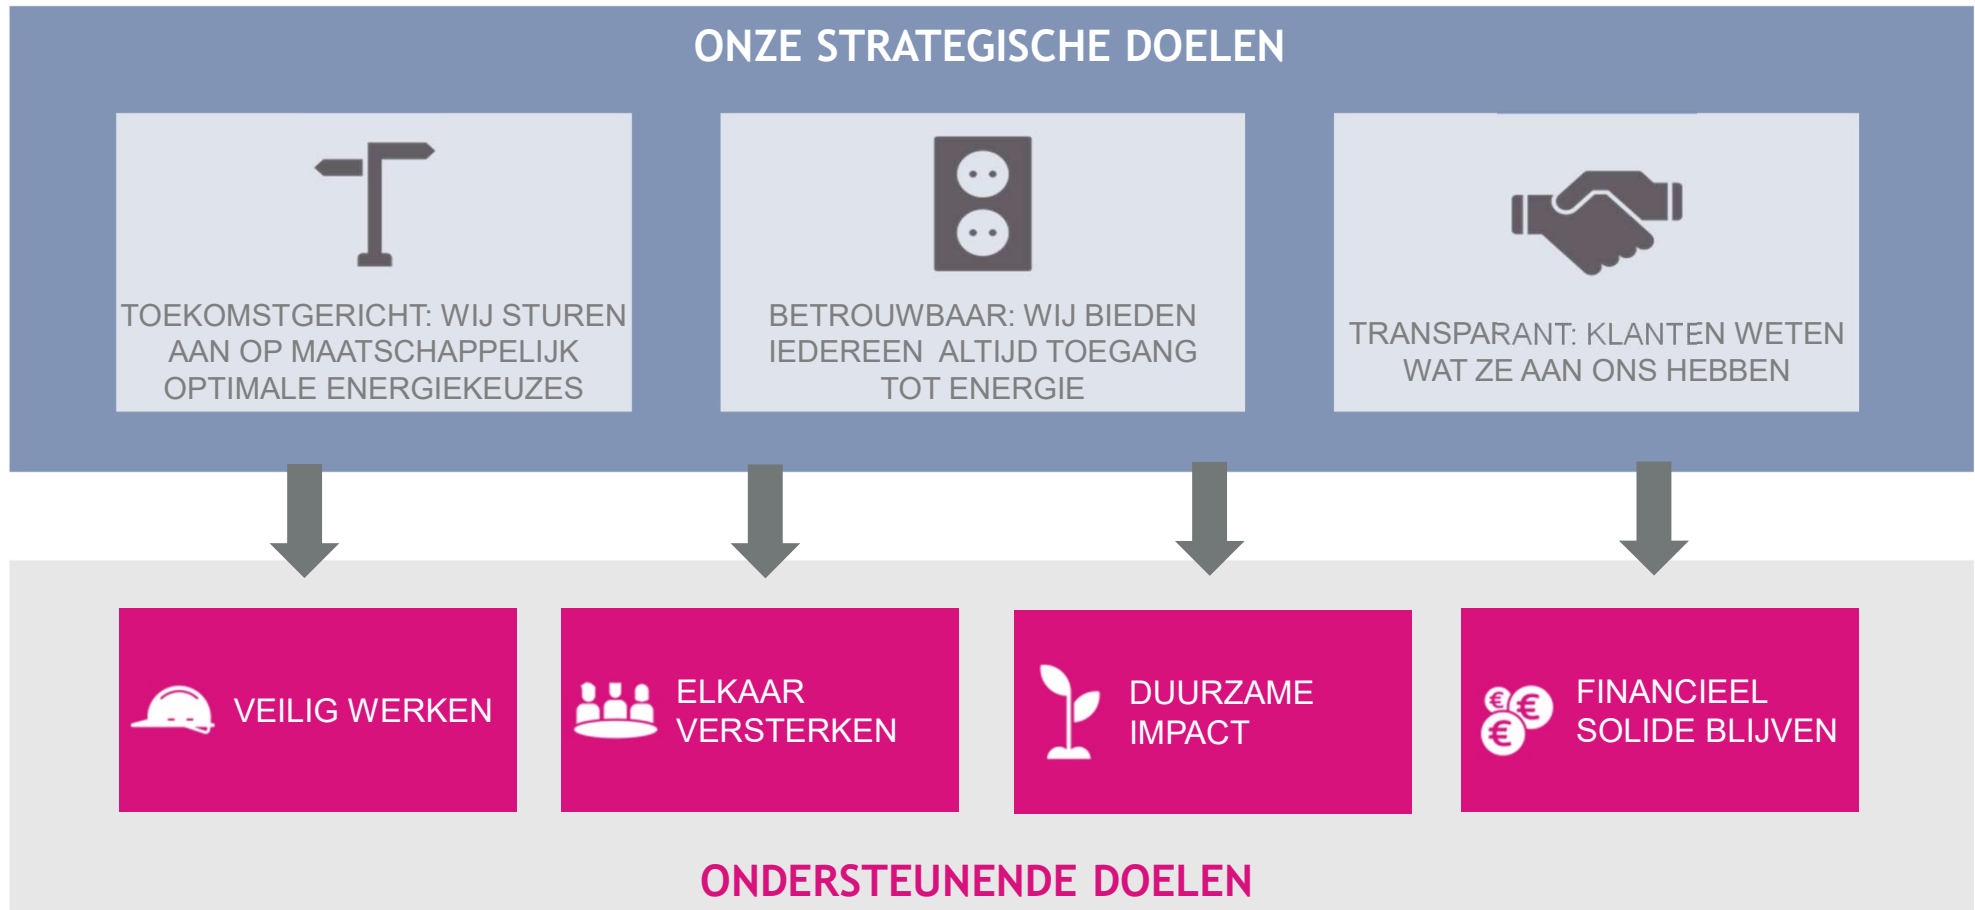 ONZE STRATEGISCHE DOELEN
TOEKOMSTGERICHT: WIJ STUREN
AAN OP MAATSCHAPPELIJK
OPTIMALE ENERGIEKEUZES
BETROUWBAAR: WIJ BIEDEN
IEDEREEN  ALTIJD TOEGANG
TOT ENERGIE
TRANSPARANT: KLANTEN WETEN
WAT ZE AAN ONS HEBBEN
VEILIG WERKEN
ELKAAR
VERSTERKEN
DUURZAME
IMPACT
€ €
€
FINANCIEEL
SOLIDE BLIJVEN
ONDERSTEUNENDE DOELEN